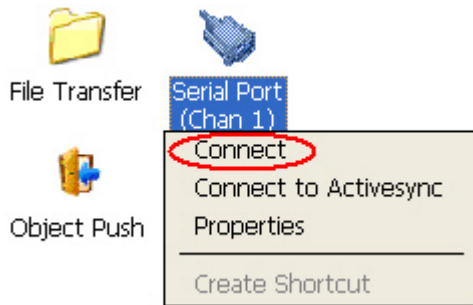 File Transfer
Serial Port
(Chan 1)
Connect
Connect to Activesync
Object Push
Properties
Create Shortcut